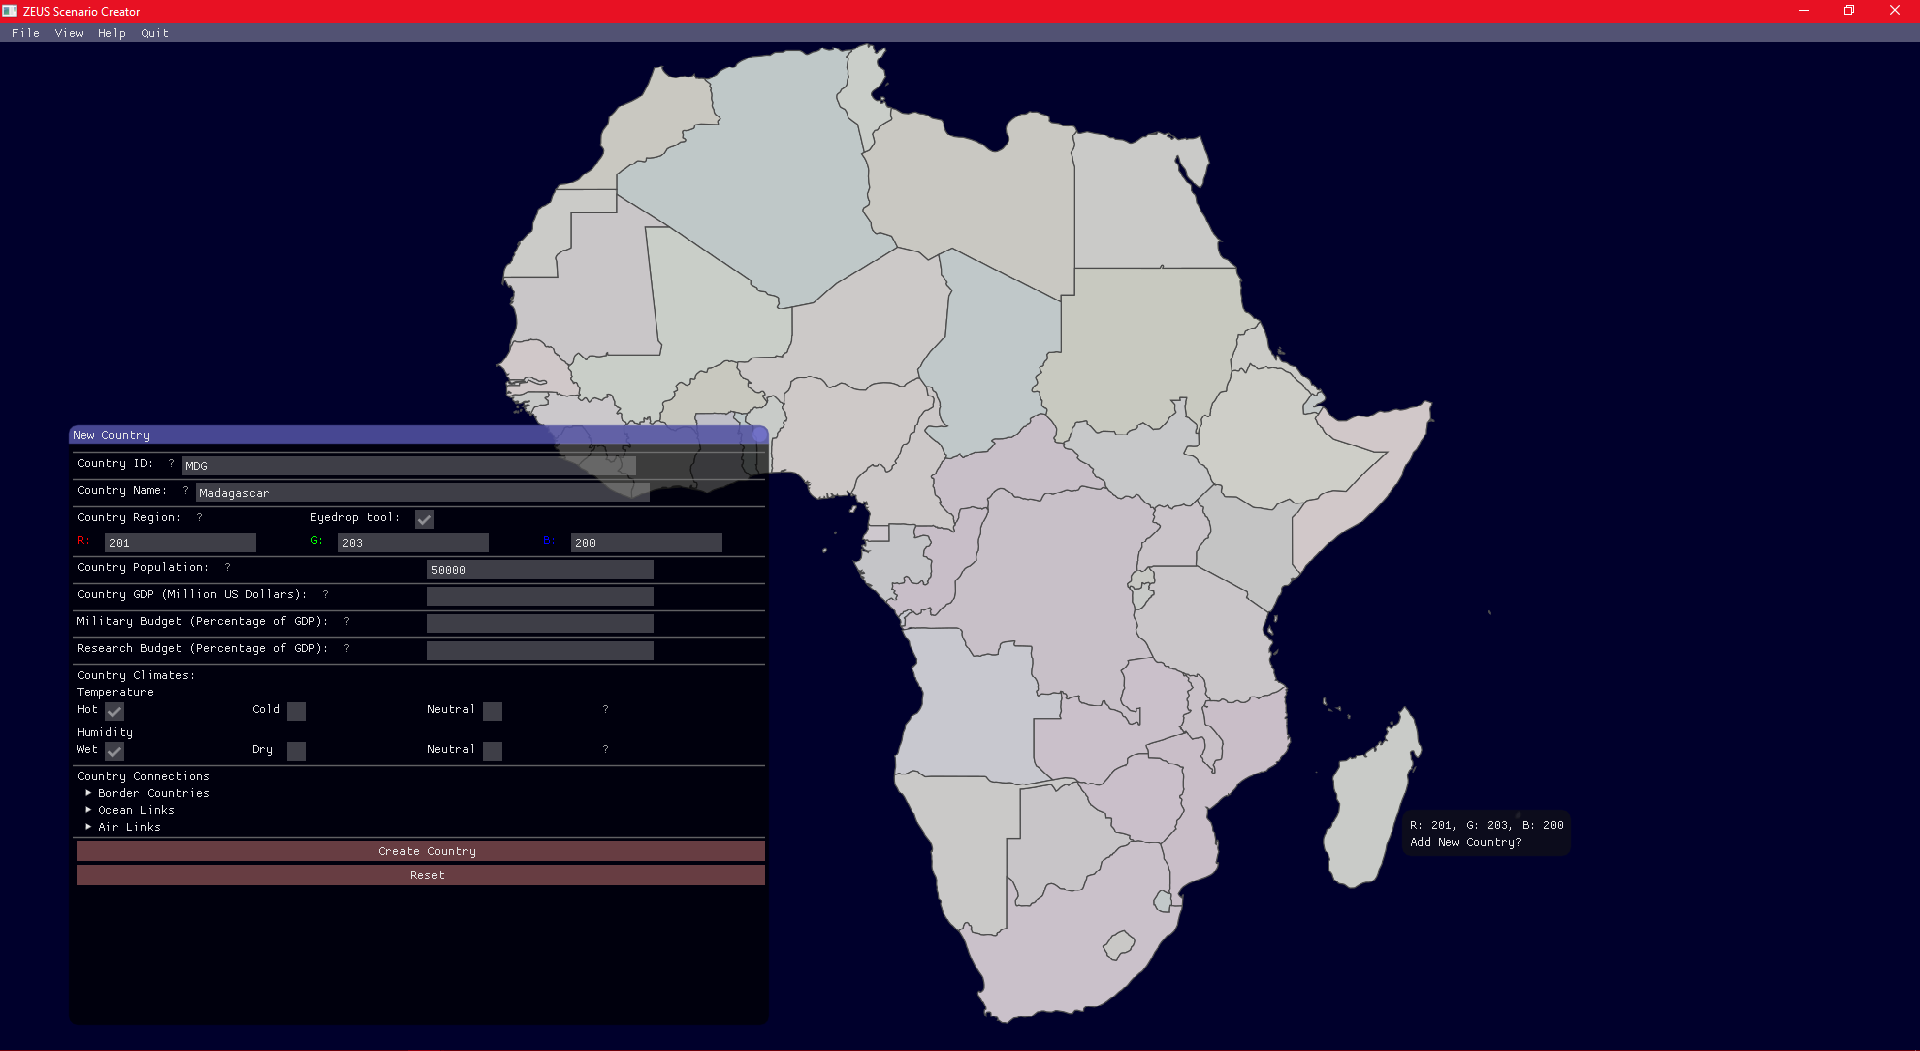 ZEUS Scenario Creator
File View Help Quit
New Country
Country ID: ? MDG
Country Name: ? Madagascar
Country Region: ? Eyedrop tool:
R: 201 G: 203 B: 200
Country Population: ? 50000
Country GDP (Million US Dollars): ?
Military Budget (Percentage of GDP): ?
Research Budget (Percentage of GDP): ?
Country Climates:
Temperature
Hot Cold Neutral ?
Humidity
Wet Dry Neutral ?
Country Connections
Border Countries
Ocean Links
Air Links
Create Country
Reset
R: 201, G: 203, B: 200
Add New Country?